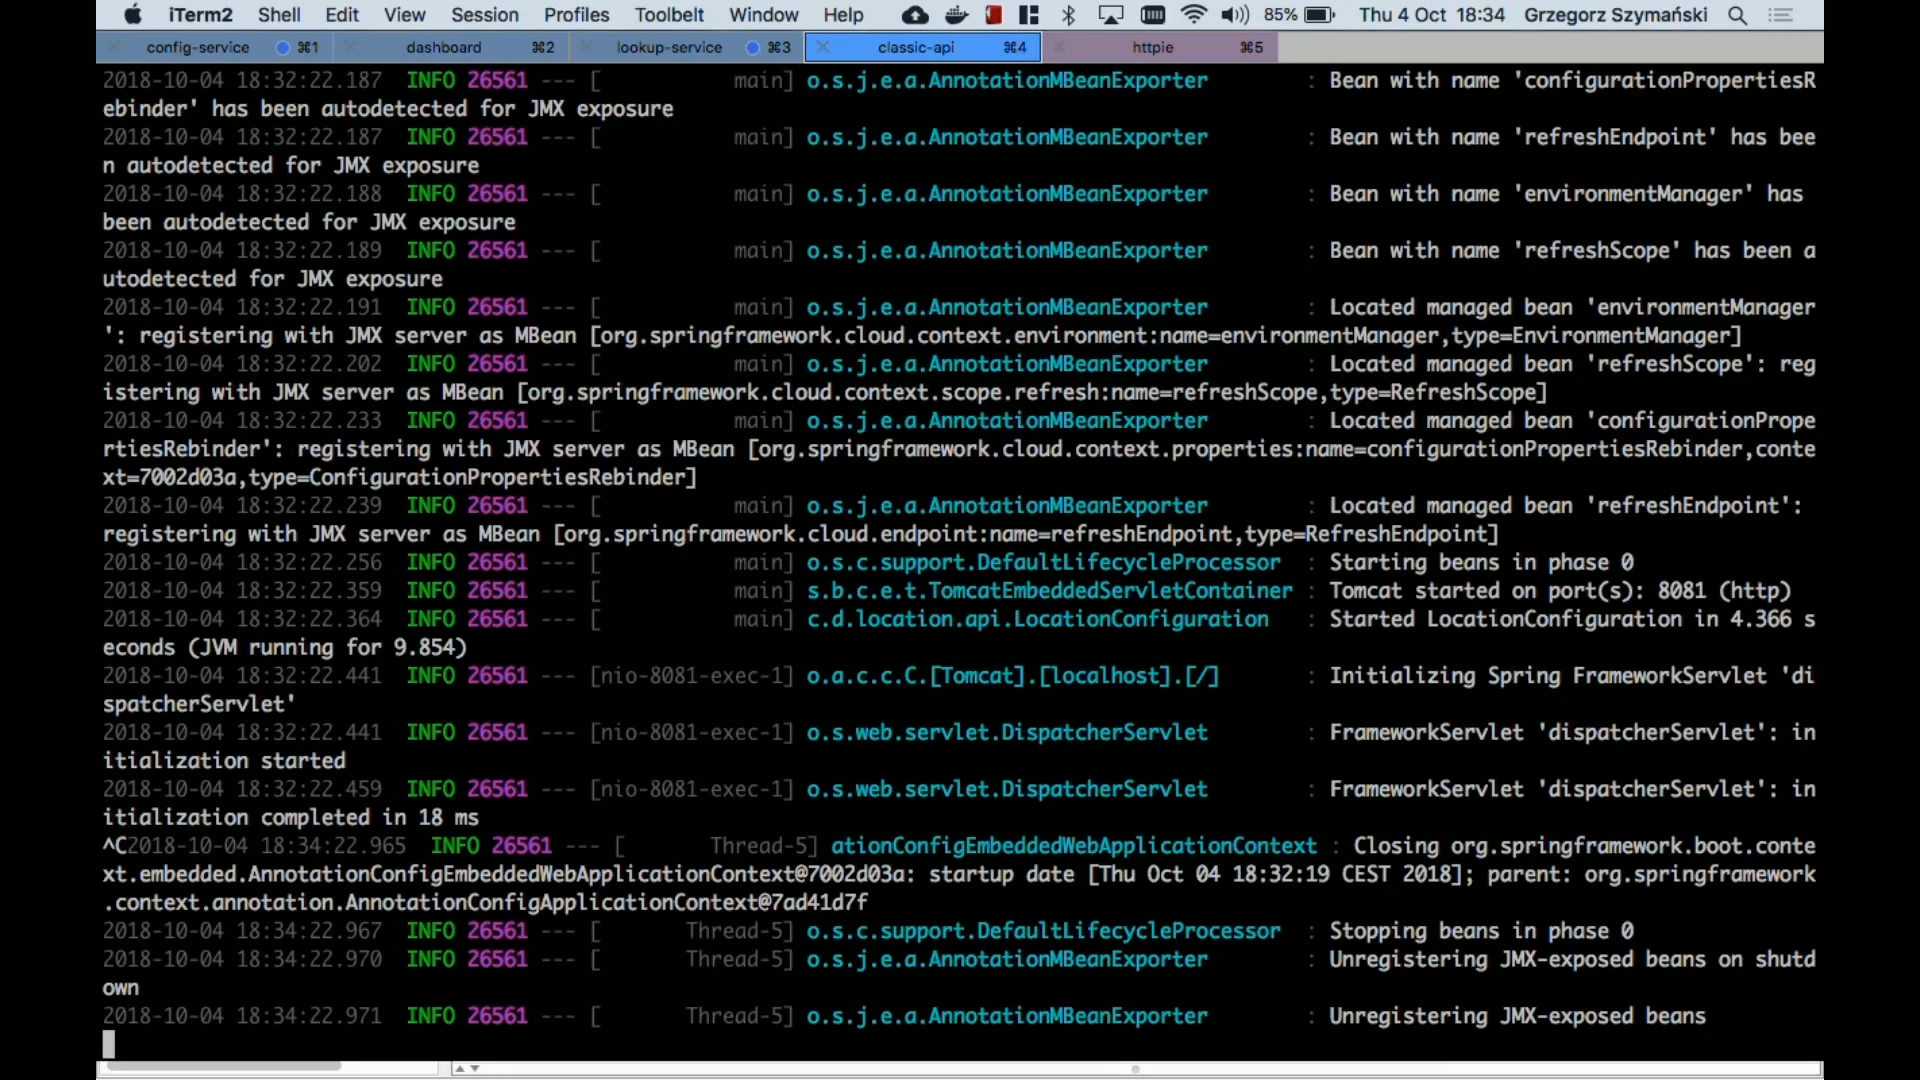 iTerm2 Shell Edit View Session Profiles Toolbelt Window Help 85% Thu 4 Oct 18:34 Grzegorz Szymański
config-service ⌘1 dashboard ⌘2 lookup-service ⌘3 classic-api ⌘4 httpie ⌘5
2018-10-04 18:32:22.187 INFO 26561 --- [ main] o.s.j.e.a.AnnotationMBeanExporter : Bean with name 'configurationPropertiesR
ebinder' has been autodetected for JMX exposure
2018-10-04 18:32:22.187 INFO 26561 --- [ main] o.s.j.e.a.AnnotationMBeanExporter : Bean with name 'refreshEndpoint' has bee
n autodetected for JMX exposure
2018-10-04 18:32:22.188 INFO 26561 --- [ main] o.s.j.e.a.AnnotationMBeanExporter : Bean with name 'environmentManager' has
been autodetected for JMX exposure
2018-10-04 18:32:22.189 INFO 26561 --- [ main] o.s.j.e.a.AnnotationMBeanExporter : Bean with name 'refreshScope' has been a
utodetected for JMX exposure
2018-10-04 18:32:22.191 INFO 26561 --- [ main] o.s.j.e.a.AnnotationMBeanExporter : Located managed bean 'environmentManager
': registering with JMX server as MBean [org.springframework.cloud.context.environment:name=environmentManager,type=EnvironmentManager]
2018-10-04 18:32:22.202 INFO 26561 --- [ main] o.s.j.e.a.AnnotationMBeanExporter : Located managed bean 'refreshScope': reg
istering with JMX server as MBean [org.springframework.cloud.context.scope.refresh:name=refreshScope,type=RefreshScope]
2018-10-04 18:32:22.233 INFO 26561 --- [ main] o.s.j.e.a.AnnotationMBeanExporter : Located managed bean 'configurationPrope
rtiesRebinder': registering with JMX server as MBean [org.springframework.cloud.context.properties:name=configurationPropertiesRebinder,conte
xt=7002d03a,type=ConfigurationPropertiesRebinder]
2018-10-04 18:32:22.239 INFO 26561 --- [ main] o.s.j.e.a.AnnotationMBeanExporter : Located managed bean 'refreshEndpoint':
registering with JMX server as MBean [org.springframework.cloud.endpoint:name=refreshEndpoint,type=RefreshEndpoint]
2018-10-04 18:32:22.256 INFO 26561 --- [ main] o.s.c.support.DefaultLifecycleProcessor : Starting beans in phase 0
2018-10-04 18:32:22.359 INFO 26561 --- [ main] s.b.c.e.t.TomcatEmbeddedServletContainer : Tomcat started on port(s): 8081 (http)
2018-10-04 18:32:22.364 INFO 26561 --- [ main] c.d.location.api.LocationConfiguration : Started LocationConfiguration in 4.366 s
econds (JVM running for 9.854)
2018-10-04 18:32:22.441 INFO 26561 --- [nio-8081-exec-1] o.a.c.c.C.[Tomcat].[localhost].[/] : Initializing Spring FrameworkServlet 'di
spatcherServlet'
2018-10-04 18:32:22.441 INFO 26561 --- [nio-8081-exec-1] o.s.web.servlet.DispatcherServlet : FrameworkServlet 'dispatcherServlet': in
itialization started
2018-10-04 18:32:22.459 INFO 26561 --- [nio-8081-exec-1] o.s.web.servlet.DispatcherServlet : FrameworkServlet 'dispatcherServlet': in
itialization completed in 18 ms
^C2018-10-04 18:34:22.965 INFO 26561 --- [ Thread-5] ationConfigEmbeddedWebApplicationContext : Closing org.springframework.boot.conte
xt.embedded.AnnotationConfigEmbeddedWebApplicationContext@7002d03a: startup date [Thu Oct 04 18:32:19 CEST 2018]; parent: org.springframework
.context.annotation.AnnotationConfigApplicationContext@7ad41d7f
2018-10-04 18:34:22.967 INFO 26561 --- [ Thread-5] o.s.c.support.DefaultLifecycleProcessor : Stopping beans in phase 0
2018-10-04 18:34:22.970 INFO 26561 --- [ Thread-5] o.s.j.e.a.AnnotationMBeanExporter : Unregistering JMX-exposed beans on shutd
own
2018-10-04 18:34:22.971 INFO 26561 --- [ Thread-5] o.s.j.e.a.AnnotationMBeanExporter : Unregistering JMX-exposed beans